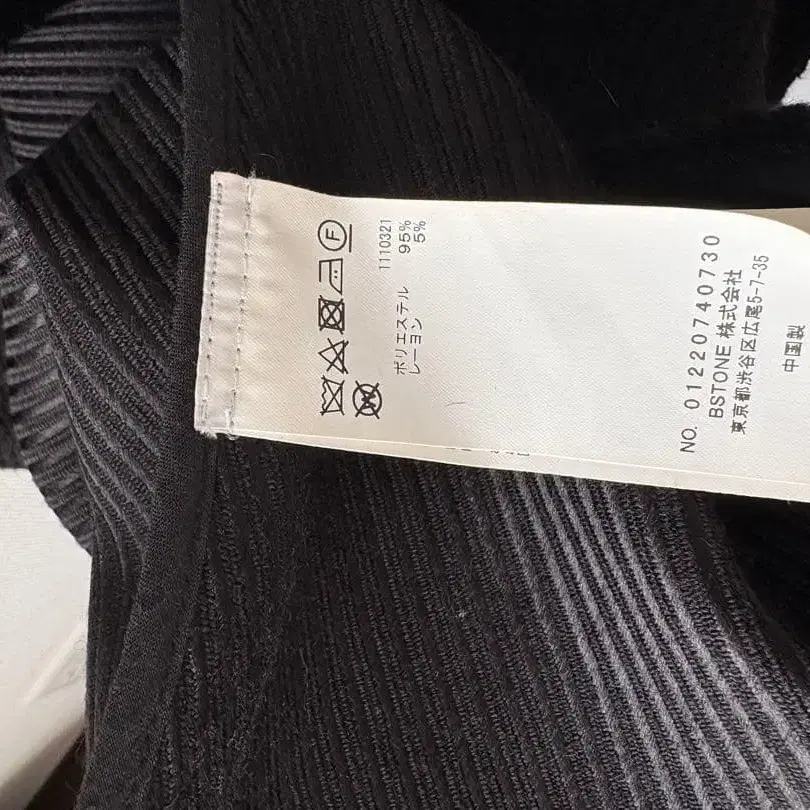 F
W
1110321
ポリエステル 95%
レーヨン 5%
NO. 01220740730
BSTONE 株式会社
東京都渋谷区広尾5-7-35
中国製